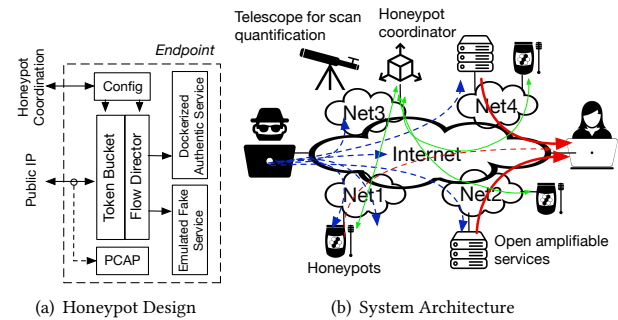 Endpoint
Honeypot
Coordination
Config
Public IP
Token Bucket
Flow Director
Dockerized
Authentic Service
Emulated Fake
Service
PCAP
(a) Honeypot Design
Telescope for scan
quantification
Honeypot
coordinator
Net3
Net4
Internet
Net1
Net2
Honeypots
Open amplifiable
services
(b) System Architecture